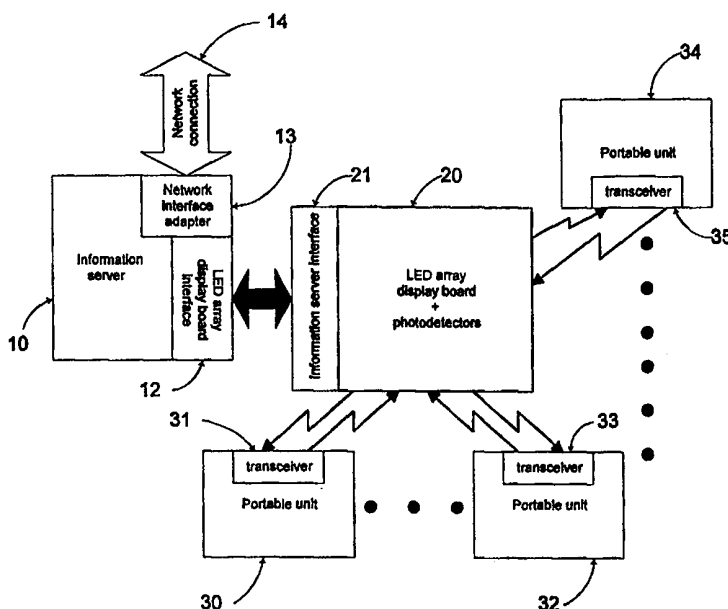 14
Network
connection
34
13
Portable unit
21
20
transceiver
Network
interface
adapter
35
Information
server
LED array
display board
interface
Information server interface
LED array
display board
+
photodetectors
10
12
31
33
transceiver
transceiver
Portable unit
Portable unit
30
32